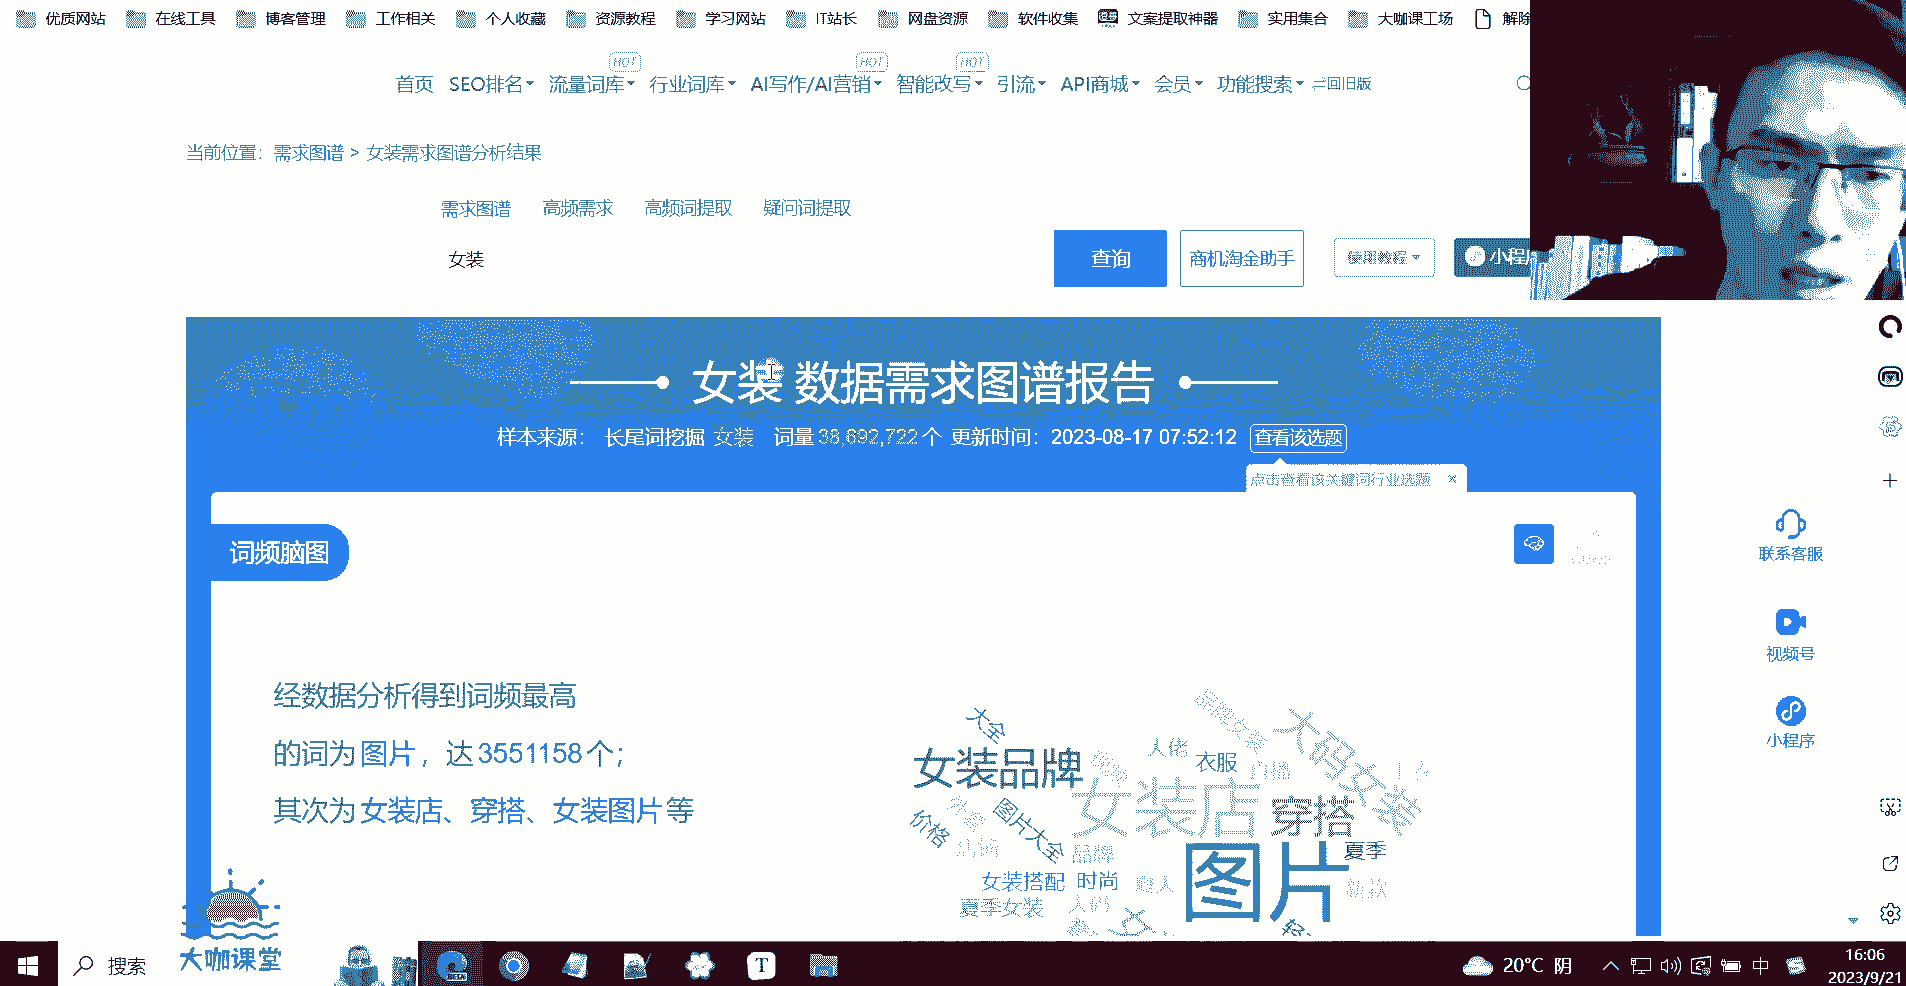 优质网站 在线工具 博客管理 工作相关 个人收藏 资源教程 学习网站 IT站长 网盘资源 软件收集 文案提取神器 实用集合 大咖课工场 解除
HOT HOT HOT
首页 SEO排名 流量词库 行业词库 AI写作/AI营销 智能改写 引流 API商城 会员 功能搜索 回旧版
当前位置：需求图谱 > 女装需求图谱分析结果
需求图谱 高频需求 高频词提取 疑问词提取
女装 查询 商机淘金助手 使用教程 小程
女装 数据需求图谱报告
样本来源： 长尾词挖掘 女装 词量 38,692,722 个 更新时间：2023-08-17 07:52:12 查看该选题
点击查看该关键词行业选题 ×
词频脑图
联系客服
视频号
小程序
经数据分析得到词频最高
的词为 图片，达 3551158 个；
其次为 女装店、穿搭、女装图片 等
大全 品牌女装 大码女装
女装品牌 衣服
女装店 穿搭
价格 图片大全 品牌 图片 夏季
女装搭配 时尚
夏季女装
大咖课堂
搜索
BETA
T
20°C 阴
中
16:06
2023/9/21